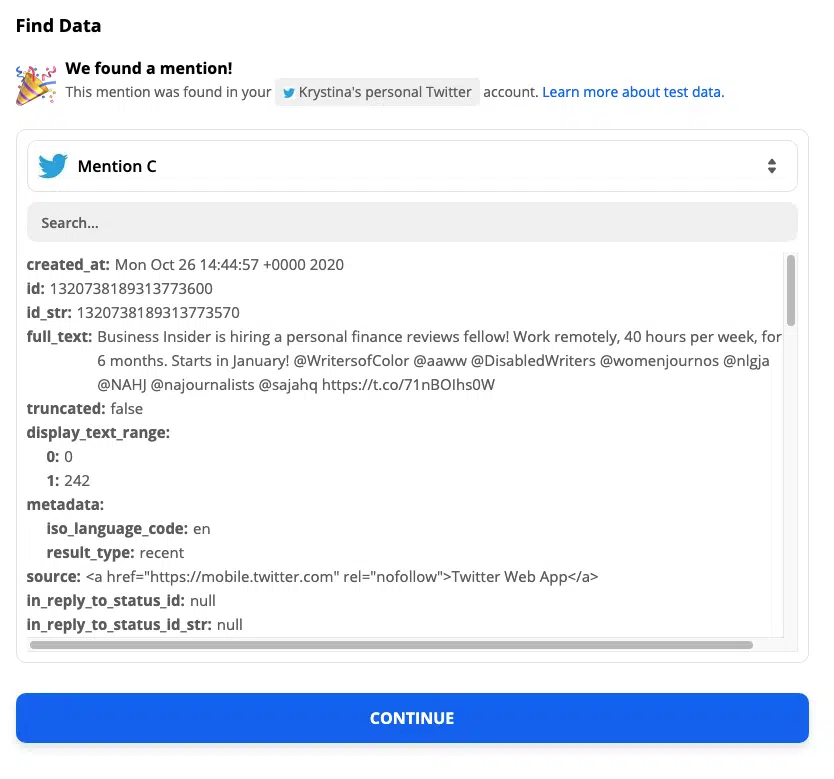 Find Data
We found a mention!
This mention was found in your Krystina's personal Twitter account. Learn more about test data.
Mention C
Search...
created_at: Mon Oct 26 14:44:57 +0000 2020
id: 1320738189313773600
id_str: 1320738189313773570
full_text: Business Insider is hiring a personal finance reviews fellow! Work remotely, 40 hours per week, for
6 months. Starts in January! @WritersofColor @aaww @DisabledWriters @womenjournos @nlgja
@NAHJ @najournalists @sajahq https://t.co/71nBOIhs0W
truncated: false
display_text_range:
0: 0
1: 242
metadata:
iso_language_code: en
result_type: recent
source: <a href="https://mobile.twitter.com" rel="nofollow">Twitter Web App</a>
in_reply_to_status_id: null
in_reply_to_status_id_str: null
CONTINUE